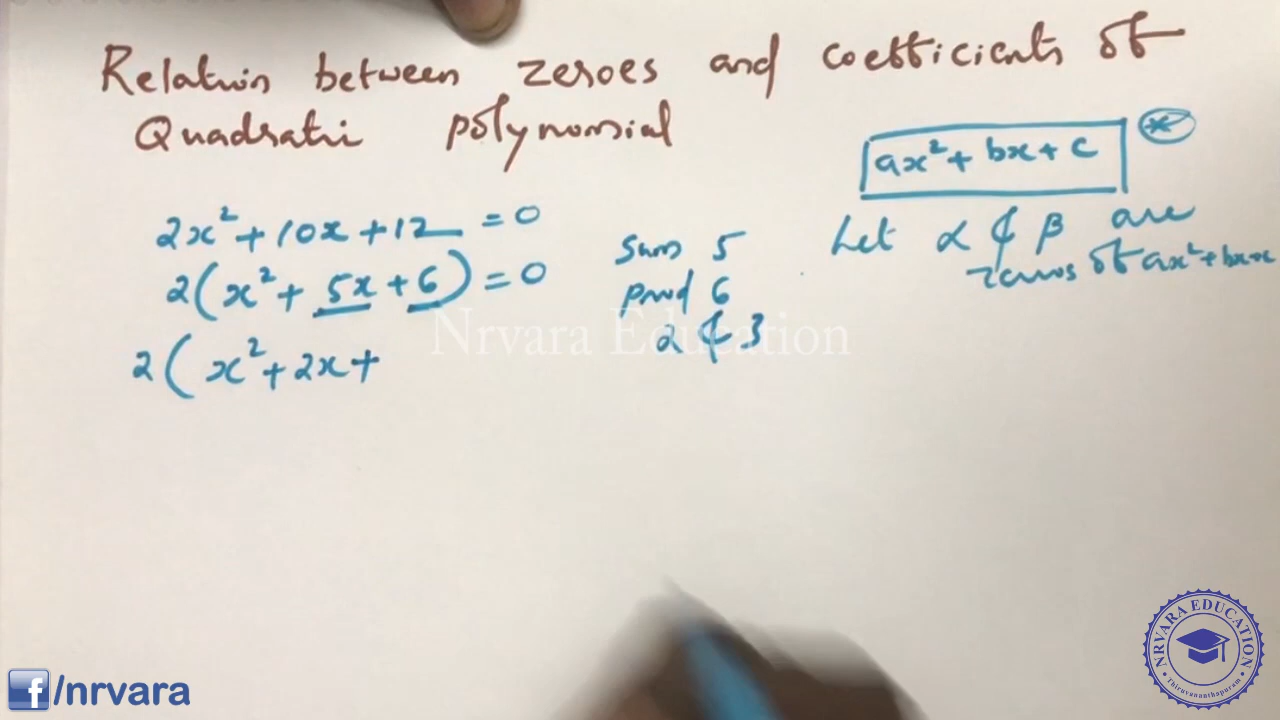 Relation between zeroes and coefficients of
Quadratic polynomial
ax² + bx + c *
2x² + 10x + 12 = 0
2(x² + 5x + 6) = 0
2(x² + 2x +
Sum 5
prod 6
2 & 3
Let α & β are
zeros of ax² + bx + c
Nrvara Education
NRVARA EDUCATION
Thiruvananthapuram
f/nrvara